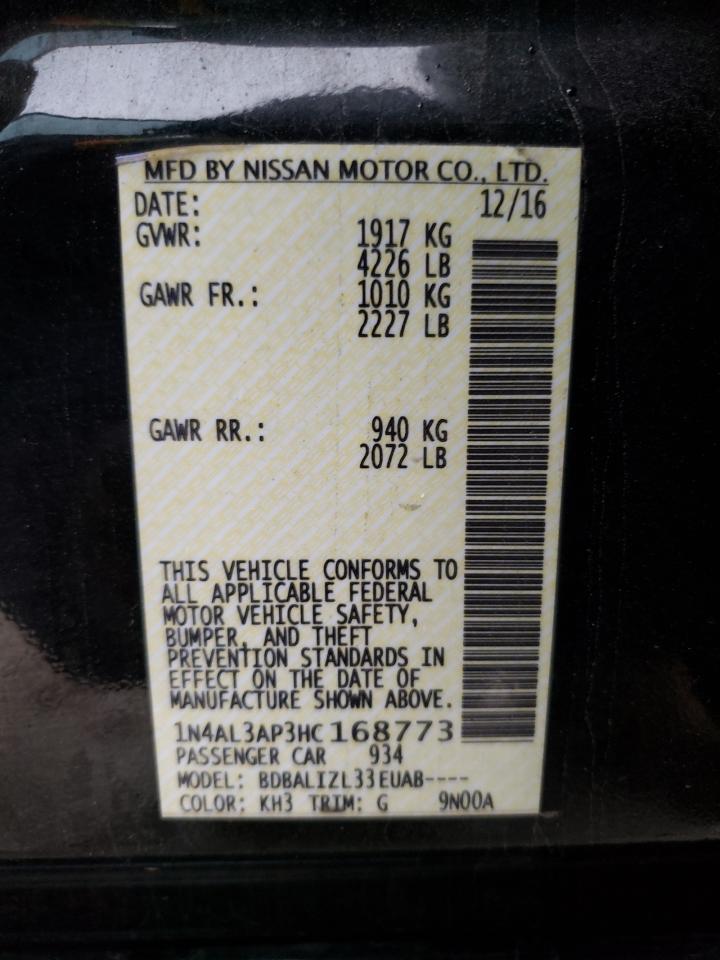 MFD BY NISSAN MOTOR CO., LTD.
DATE: 12/16
GVWR: 1917 KG
4226 LB
GAWR FR.: 1010 KG
2227 LB
GAWR RR.: 940 KG
2072 LB
THIS VEHICLE CONFORMS TO
ALL APPLICABLE FEDERAL
MOTOR VEHICLE SAFETY,
BUMPER, AND THEFT
PREVENTION STANDARDS IN
EFFECT ON THE DATE OF
MANUFACTURE SHOWN ABOVE.
1N4AL3AP3HC168773
PASSENGER CAR 934
MODEL: BDBALIZL33EUAB----
COLOR: KH3 TRIM: G 9N00A